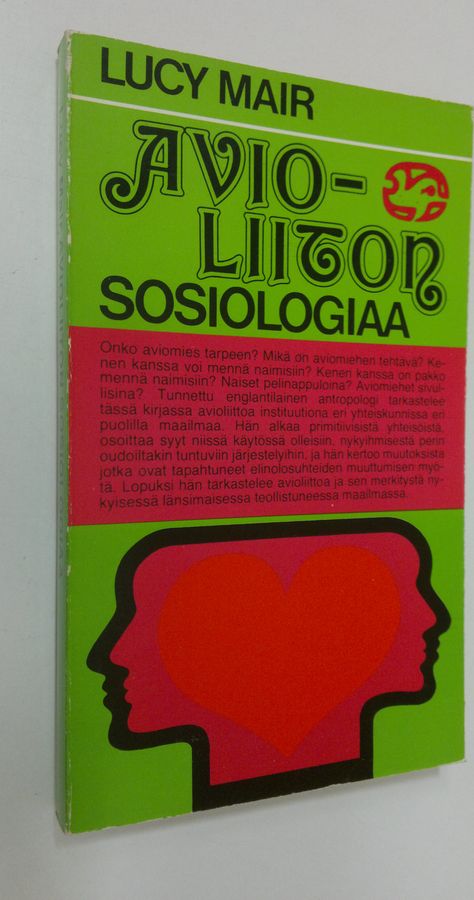 LUCY MAIR
AVIO-
LIITON
SOSIOLOGIAA
Onko aviomies tarpeen? Mikä on aviomiehen tehtävä? Ke-
nen kanssa voi mennä naimisiin? Kenen kanssa on pakko
mennä naimisiin? Naiset pelinappuloina? Aviomiehet sivul-
lisina? Tunnettu englantilainen antropologi tarkastelee
tässä kirjassa avioliittoa instituutiona eri yhteiskunnissa eri
puolilla maailmaa. Hän alkaa primitiivisistä yhteisöistä,
osoittaa syyt niissä käytössä olleisiin, nykyihmisestä perin
oudoiltakin tuntuviin järjestelyihin, ja hän kertoo muutoksista
jotka ovat tapahtuneet elinolosuhteiden muuttumisen myö-
tä. Lopuksi hän tarkastelee avioliittoa ja sen merkitystä ny-
kyisessä länsimaisessa teollistuneessa maailmassa.